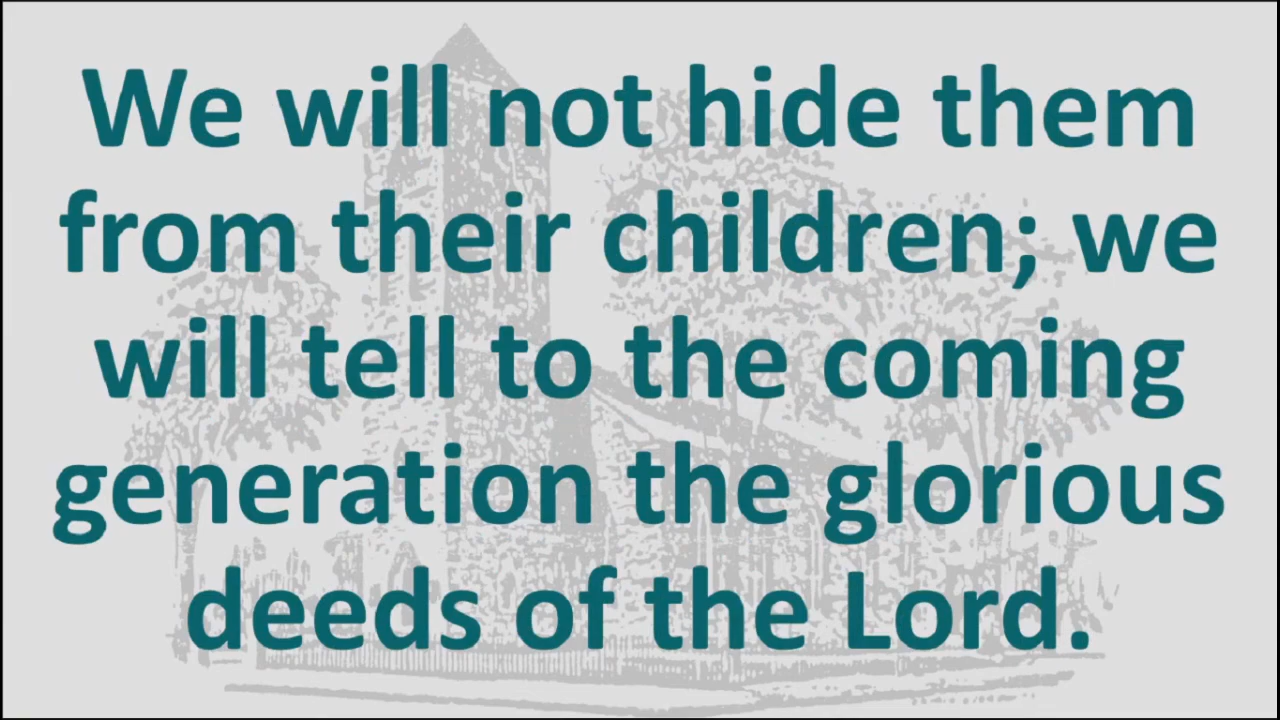 We will not hide them
from their children; we
will tell to the coming
generation the glorious
deeds of the Lord.